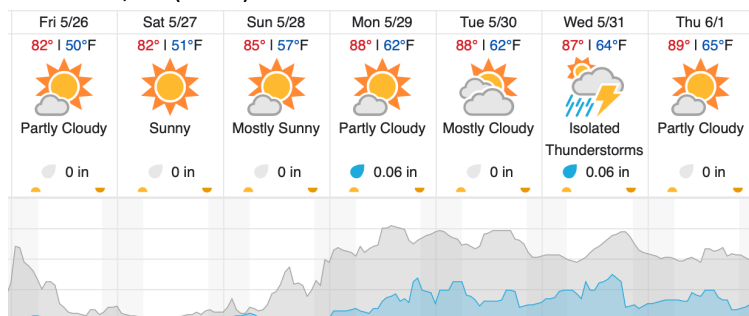 Fri 5/26 Sat 5/27 Sun 5/28 Mon 5/29 Tue 5/30 Wed 5/31 Thu 6/1
82° | 50°F 82° | 51°F 85° | 57°F 88° | 62°F 88° | 62°F 87° | 64°F 89° | 65°F
Partly Cloudy Sunny Mostly Sunny Partly Cloudy Mostly Cloudy Isolated Partly Cloudy
Thunderstorms
0 in 0 in 0 in 0.06 in 0 in 0.06 in 0 in